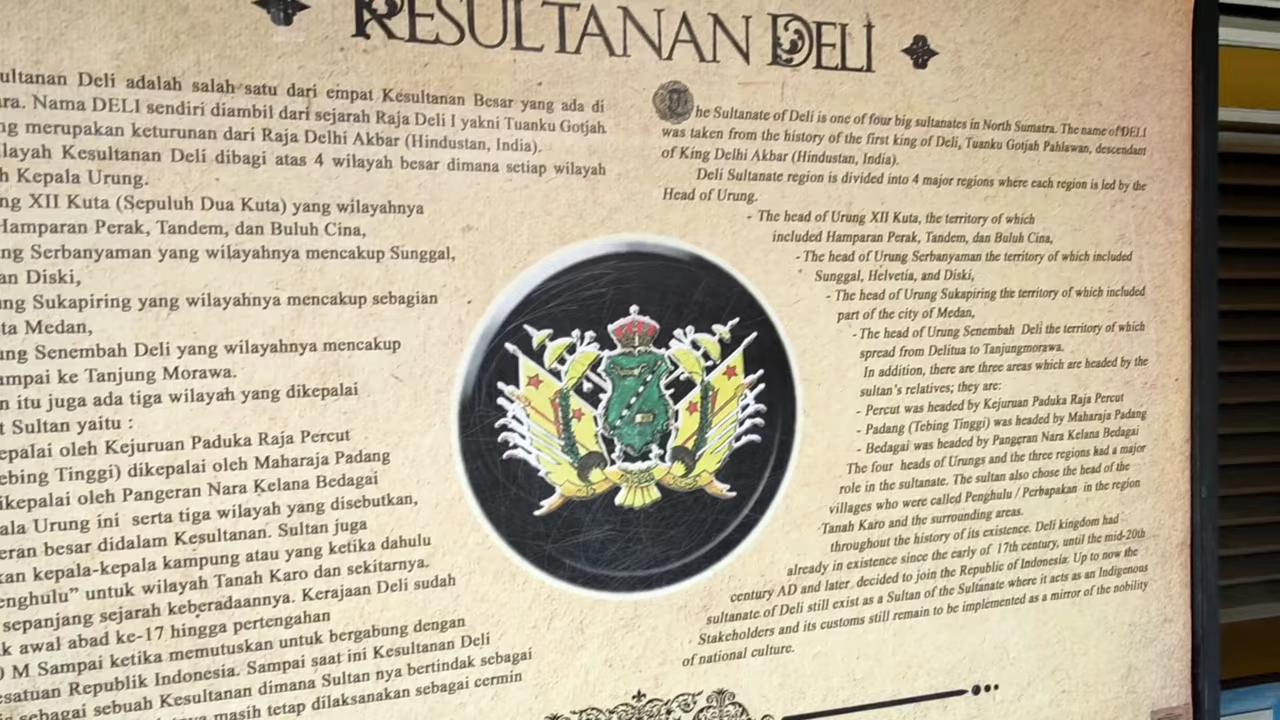 KESULTANAN DELI
Deli adalah salah satu dari empat Kesultanan Besar yang ada di
Nama DELI sendiri diambil dari sejarah Raja Deli I yakni Tuanku Gotjah
merupakan keturunan dari Raja Delhi Akbar (Hindustan, India).
Kesultanan Deli dibagi atas 4 wilayah besar dimana setiap wilayah
Kepala Urung.
XII Kuta (Sepuluh Dua Kuta) yang wilayahnya
Hamparan Perak, Tandem, dan Buluh Cina,
Serbanyaman yang wilayahnya mencakup Sunggal,
Diski,
Sukapiring yang wilayahnya mencakup sebagian
Medan,
Senembah Deli yang wilayahnya mencakup
ke Tanjung Morawa.
itu juga ada tiga wilayah yang dikepalai
Sultan yaitu :
oleh Kejuruan Paduka Raja Percut
Tinggi) dikepalai oleh Maharaja Padang
oleh Pangeran Nara Kelana Bedagai
Urung ini serta tiga wilayah yang disebutkan,
besar didalam Kesultanan. Sultan juga
kepala-kepala kampung atau yang ketika dahulu
untuk wilayah Tanah Karo dan sekitarnya.
sepanjang sejarah keberadaannya. Kerajaan Deli sudah
awal abad ke-17 hingga pertengahan
M Sampai ketika memutuskan untuk bergabung dengan
Republik Indonesia. Sampai saat ini Kesultanan Deli
sebagai sebuah Kesultanan dimana Sultan nya bertindak sebagai
masih tetap dilaksanakan sebagai cermin
The Sultanate of Deli is one of four big sultanates in North Sumatra. The name of DELI
was taken from the history of the first king of Deli, Tuanku Gotjah Pahlawan, descendant
of King Delhi Akbar (Hindustan, India).
Deli Sultanate region is divided into 4 major regions where each region is led by the
Head of Urung.
- The head of Urung XII Kuta, the territory of which
included Hamparan Perak, Tandem, dan Buluh Cina,
- The head of Urung Serbanyaman the territory of which included
Sunggal, Helvetia, and Diski,
- The head of Urung Sukapiring the territory of which included
part of the city of Medan,
- The head of Urung Senembah Deli the territory of which
spread from Delitua to Tanjungmorawa.
In addition, there are three areas which are headed by the
sultan's relatives; they are:
- Percut was headed by Kejuruan Paduka Raja Percut
- Padang (Tebing Tinggi) was headed by Maharaja Padang
- Bedagai was headed by Pangeran Nara Kelana Bedagai
The four heads of Urungs and the three regions had a major
role in the sultanate. The sultan also chose the head of the
villages who were called Penghulu / Perbapakan in the region
Tanah Karo and the surrounding areas.
throughout the history of its existence. Deli kingdom had
already in existence since the early of 17th century, until the mid-20th
century AD and later decided to join the Republic of Indonesia. Up to now the
sultanate of Deli still exist as a Sultan of the Sultanate where it acts as an Indigenous
Stakeholders and its customs still remain to be implemented as a mirror of the nobility
of national culture.